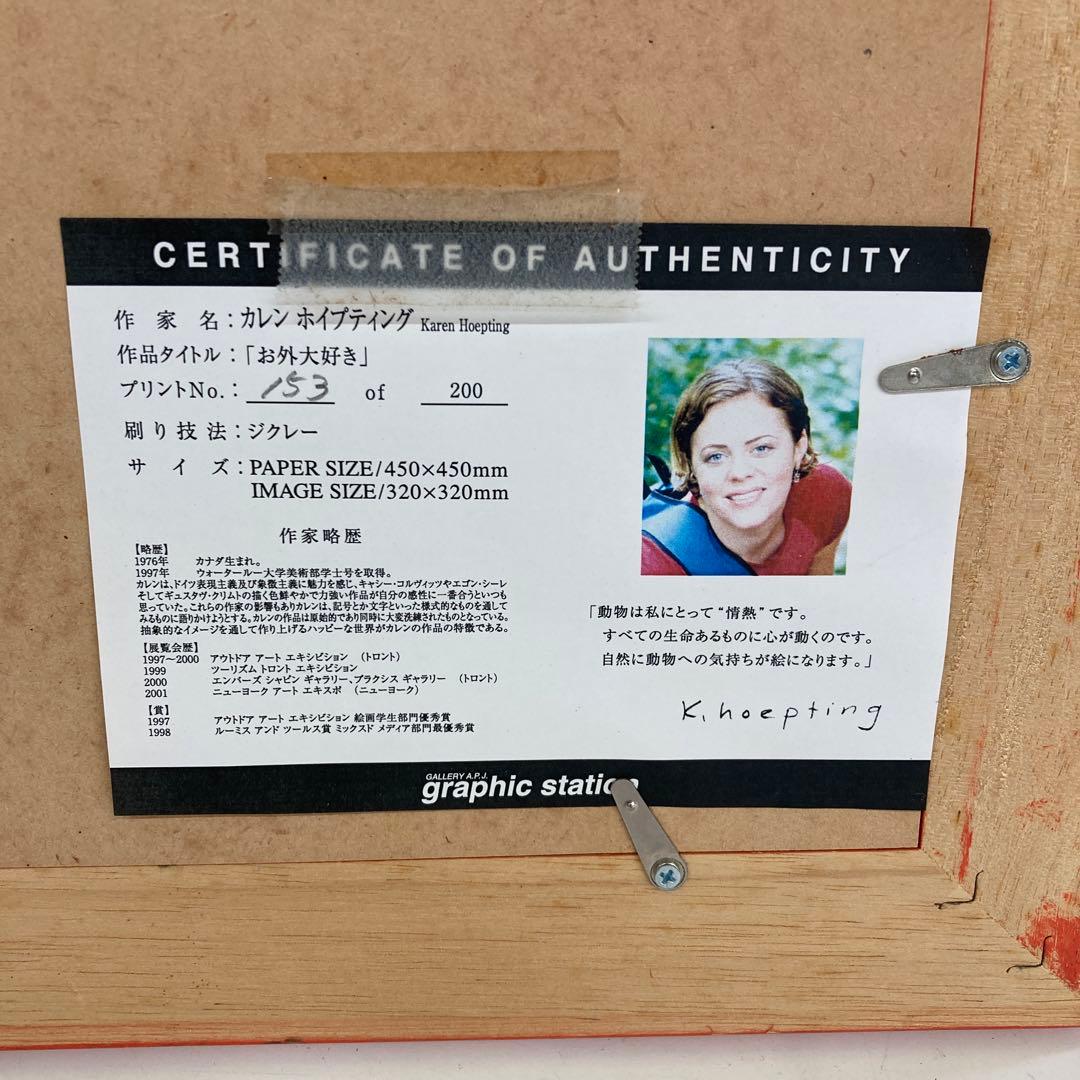 CERTIFICATE OF AUTHENTICITY
作家名：カレン ホイプティング Karen Hoepting
作品タイトル：「お外大好き」
プリントNo.：153 of 200
刷り技法：ジクレー
サイズ：PAPER SIZE/450×450mm
IMAGE SIZE/320×320mm
作家略歴
【略歴】
1976年 カナダ生まれ。
1997年 ウォータールー大学美術部学士号を取得。
カレンは、ドイツ表現主義及び象徴主義に魅力を感じ、キャシー・コルヴィッツやエゴン・シーレ
そしてギュスタヴ・クリムトの描く色鮮やかで力強い作品が自分の感性に一番合うといつも
思っていた。これらの作家の影響もありカレンは、記号とか文字といった様式的なものを通して
みるものに語りかけようとする。カレンの作品は原始的であり同時に大変洗練されたものとなっている。
抽象的なイメージを通して作り上げるハッピーな世界がカレンの作品の特徴である。
【展覧会歴】
1997～2000 アウトドア アート エキシビション （トロント）
1999 ツーリズム トロント エキシビション
2000 エンバーズ シャピン ギャラリー、プラクシス ギャラリー （トロント）
2001 ニューヨーク アート エキスポ （ニューヨーク）
【賞】
1997 アウトドア アート エキシビション 絵画学生部門優秀賞
1998 ルーミス アンド ツールス賞 ミックスド メディア部門最優秀賞
「動物は私にとって“情熱”です。
すべての生命あるものに心が動くのです。
自然に動物への気持ちが絵になります。」
K. hoepting
GALLERY A.P.J.
graphic station